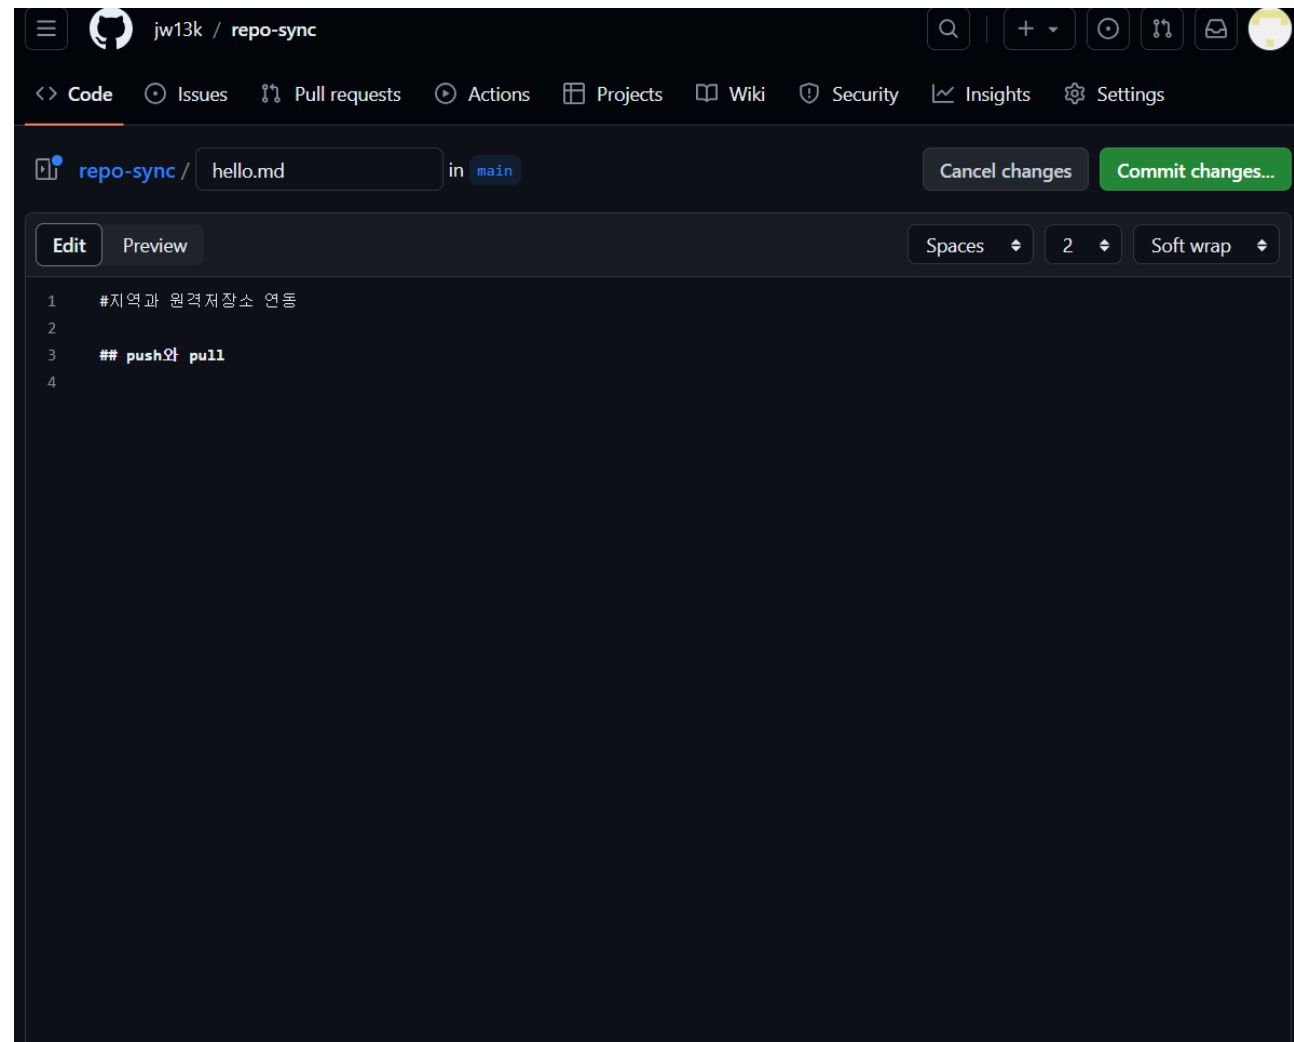 jw13k / repo-sync
<> Code Issues Pull requests Actions Projects Wiki Security Insights Settings
repo-sync / hello.md in main Cancel changes Commit changes...
Edit Preview Spaces 2 Soft wrap
1 #지역과 원격저장소 연동
2
3 ## push와 pull
4